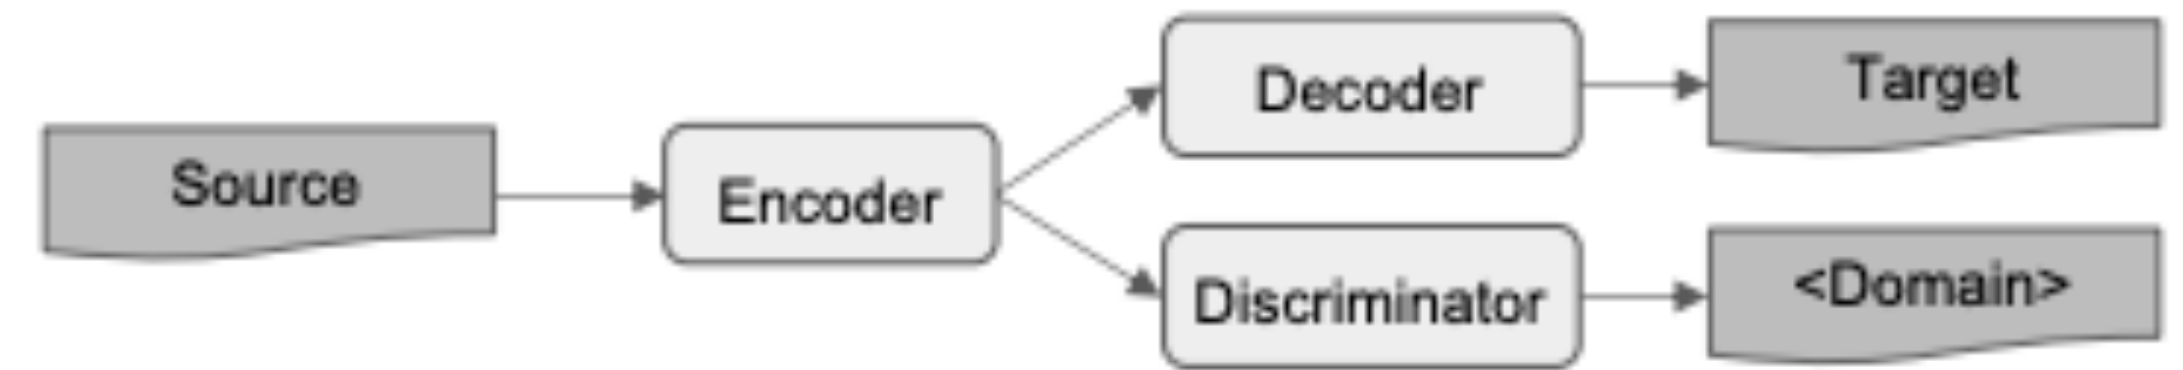 Source
Encoder
Decoder
Target
Discriminator
<Domain>